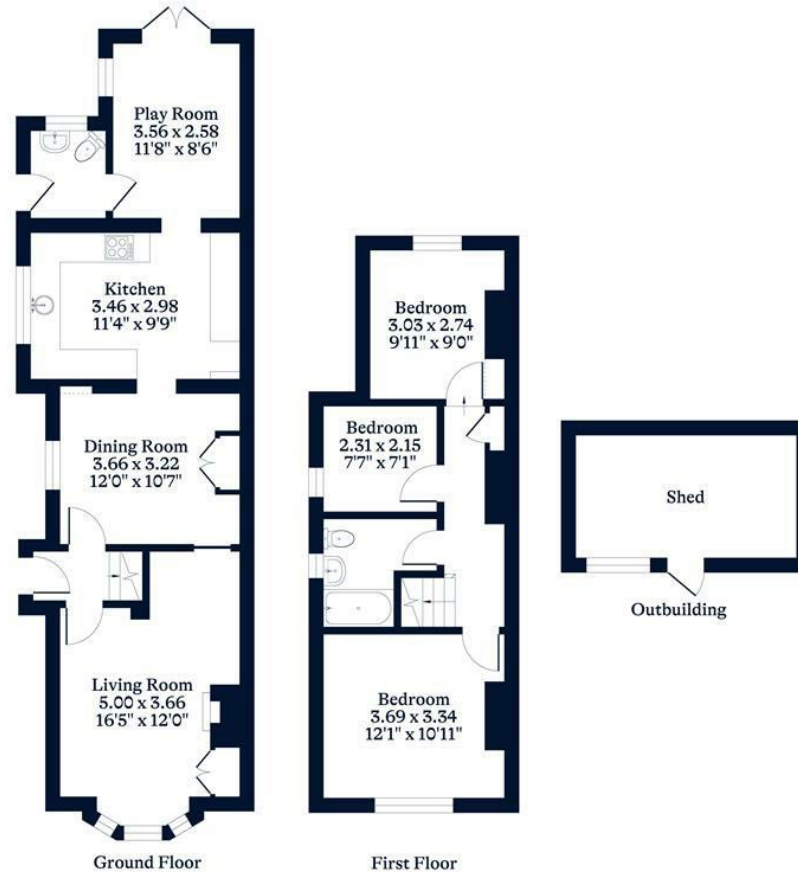 Play Room
3.56 x 2.58
11'8" x 8'6"
Kitchen
3.46 x 2.98
11'4" x 9'9"
Dining Room
3.66 x 3.22
12'0" x 10'7"
Living Room
5.00 x 3.66
16'5" x 12'0"
Ground Floor
Bedroom
3.03 x 2.74
9'11" x 9'0"
Bedroom
2.31 x 2.15
7'7" x 7'1"
Bedroom
3.69 x 3.34
12'1" x 10'11"
First Floor
Shed
Outbuilding